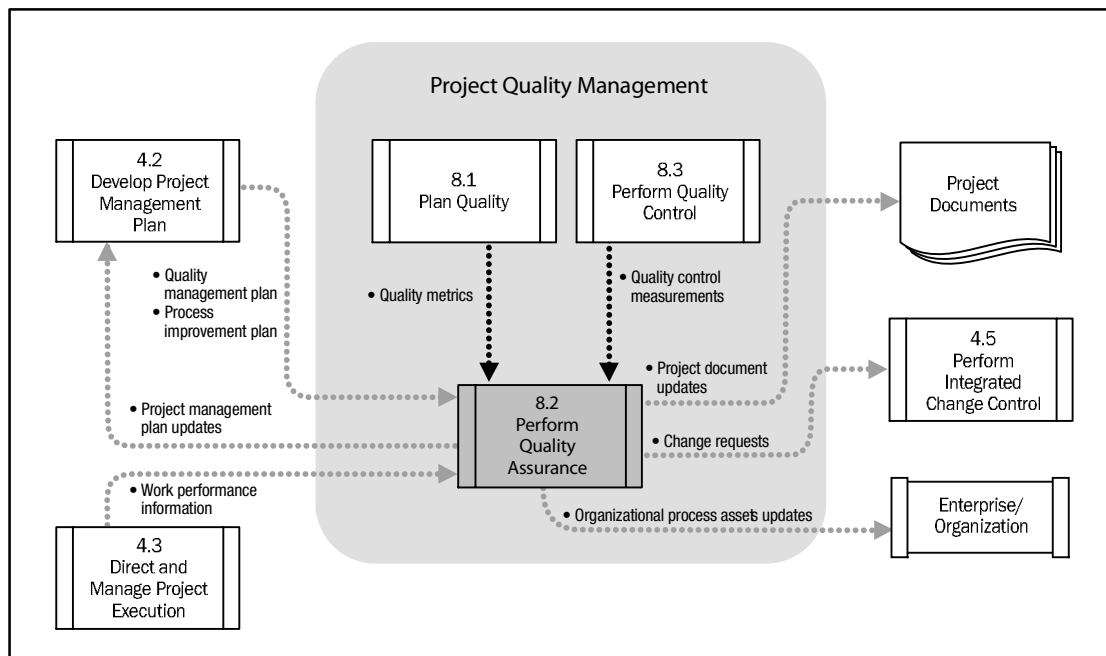 Project Quality Management
4.2
Develop Project
Management
Plan
8.1
Plan Quality
8.3
Perform Quality
Control
Project
Documents
• Quality
management plan
• Process
improvement plan
• Quality metrics
• Quality control
measurements
4.5
Perform
Integrated
Change Control
• Project document
updates
8.2
Perform
Quality
Assurance
• Project management
plan updates
• Change requests
• Work performance
information
• Organizational process assets updates
Enterprise/
Organization
4.3
Direct and
Manage Project
Execution